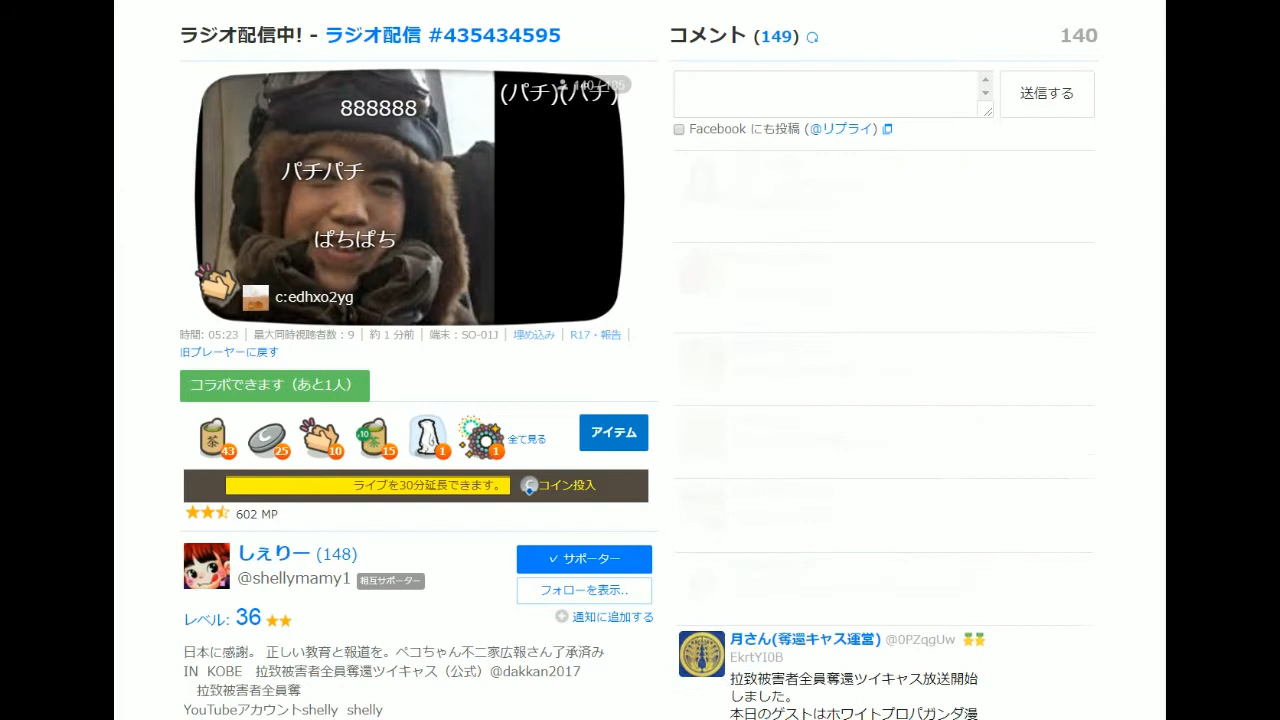 ラジオ配信中! - ラジオ配信 #435434595
888888
(パチ)(パチ)
パチパチ
ぱちぱち
c:edhxo2yg
時間: 05:23 | 最大同時視聴者数 : 9 | 約 1 分前 | 端末 : SO-01J | 埋め込み | R17・報告 |
旧プレーヤーに戻す
コラボできます（あと1人）
茶 43 25 10 +10 茶 15 1 1 全て見る アイテム
ライブを30分延長できます。 コイン投入
602 MP
しぇりー (148)
@shellymamy1 相互サポーター
レベル: 36
✓ サポーター
フォローを表示..
通知に追加する
日本に感謝。 正しい教育と報道を。ペコちゃん不二家広報さん了承済み
IN KOBE 拉致被害者全員奪還ツイキャス（公式）@dakkan2017
拉致被害者全員奪
YouTubeアカウントshelly shelly
コメント (149) 140
送信する
Facebook にも投稿 (@リプライ)
月さん(奪還キャス運営) @0PZqgUw
EkrtYI0B
拉致被害者全員奪還ツイキャス放送開始
しました。
本日のゲストはホワイトプロパガンダ漫